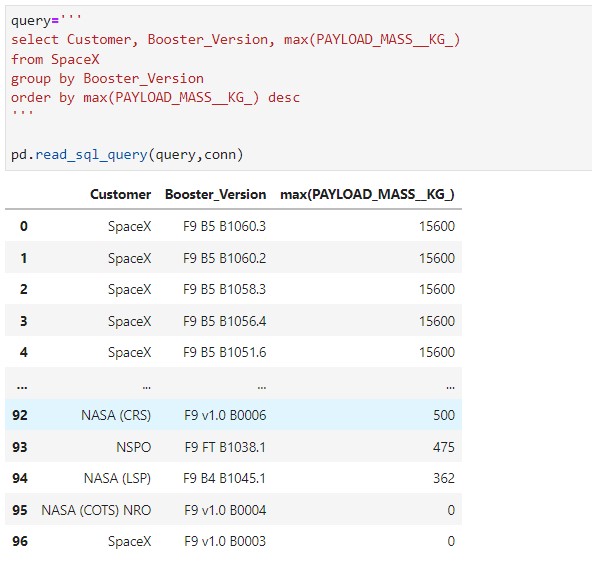 query='''
select Customer, Booster_Version, max(PAYLOAD_MASS__KG_)
from SpaceX
group by Booster_Version
order by max(PAYLOAD_MASS__KG_) desc
'''
pd.read_sql_query(query,conn)
Customer Booster_Version max(PAYLOAD_MASS__KG_)
0 SpaceX F9 B5 B1060.3 15600
1 SpaceX F9 B5 B1060.2 15600
2 SpaceX F9 B5 B1058.3 15600
3 SpaceX F9 B5 B1056.4 15600
4 SpaceX F9 B5 B1051.6 15600
... ... ... ...
92 NASA (CRS) F9 v1.0 B0006 500
93 NSPO F9 FT B1038.1 475
94 NASA (LSP) F9 B4 B1045.1 362
95 NASA (COTS) NRO F9 v1.0 B0004 0
96 SpaceX F9 v1.0 B0003 0